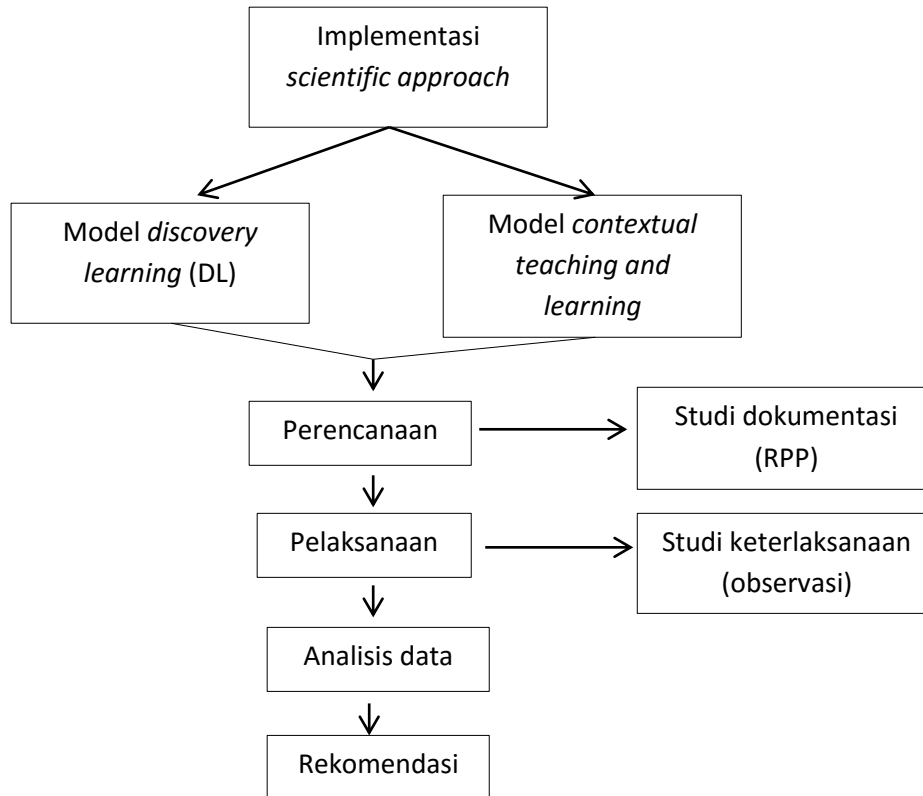 Implementasi
scientific approach
Model discovery
learning (DL)
Model contextual
teaching and
learning
Perencanaan
Studi dokumentasi
(RPP)
Pelaksanaan
Studi keterlaksanaan
(observasi)
Analisis data
Rekomendasi